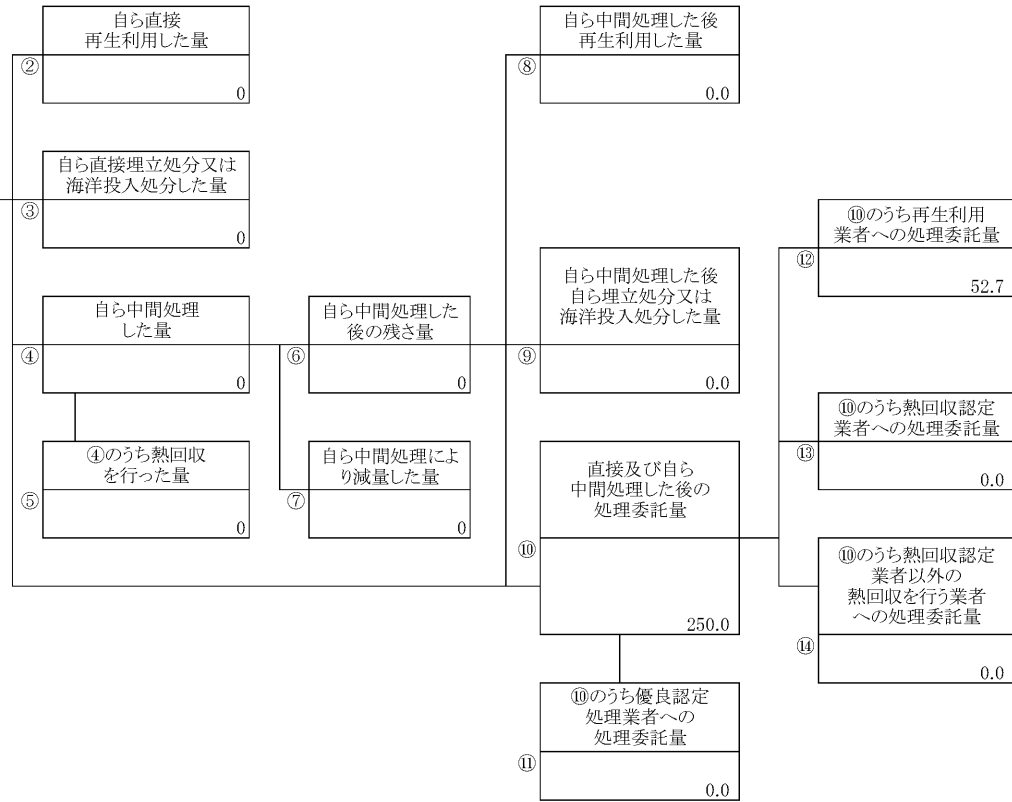 自ら直接
再生利用した量
②
0
自ら中間処理した後
再生利用した量
⑧
0.0
自ら直接埋立処分又は
海洋投入処分した量
③
0
⑩のうち再生利用
業者への処理委託量
⑫
52.7
自ら中間処理
した量
④
0
自ら中間処理した
後の残さ量
⑥
0
自ら中間処理した後
自ら埋立処分又は
海洋投入処分した量
⑨
0.0
⑩のうち熱回収認定
業者への処理委託量
⑬
0.0
④のうち熱回収
を行った量
⑤
0
自ら中間処理によ
り減量した量
⑦
0
直接及び自ら
中間処理した後の
処理委託量
⑩
250.0
⑩のうち熱回収認定
業者以外の
熱回収を行う業者
への処理委託量
⑭
0.0
⑩のうち優良認定
処理業者への
処理委託量
⑪
0.0